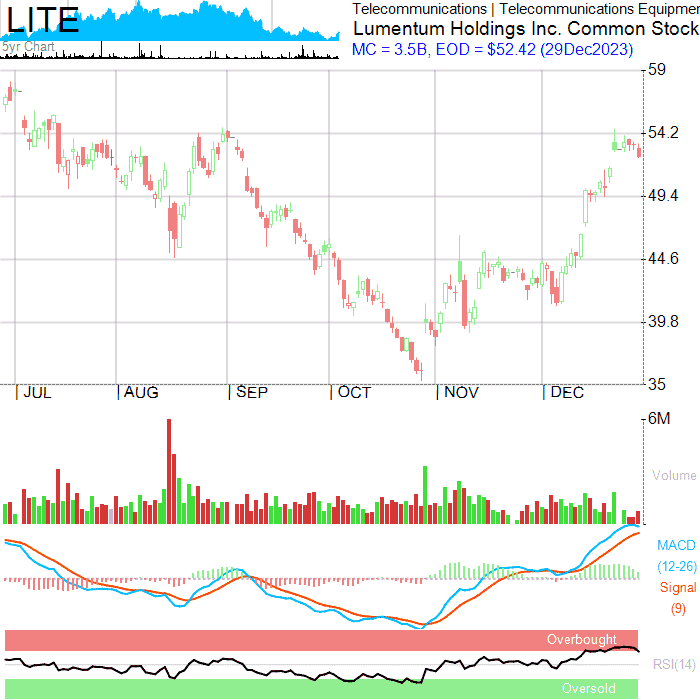 LITE
5yr Chart
Telecommunications | Telecommunications Equipmen
Lumentum Holdings Inc. Common Stock
MC = 3.5B, EOD = $52.42 (29Dec2023)
59
54.2
49.4
44.6
39.8
35
| JUL | AUG | SEP | OCT | NOV | DEC
6M
Volume
MACD
(12-26)
Signal
(9)
Overbought
RSI(14)
Oversold